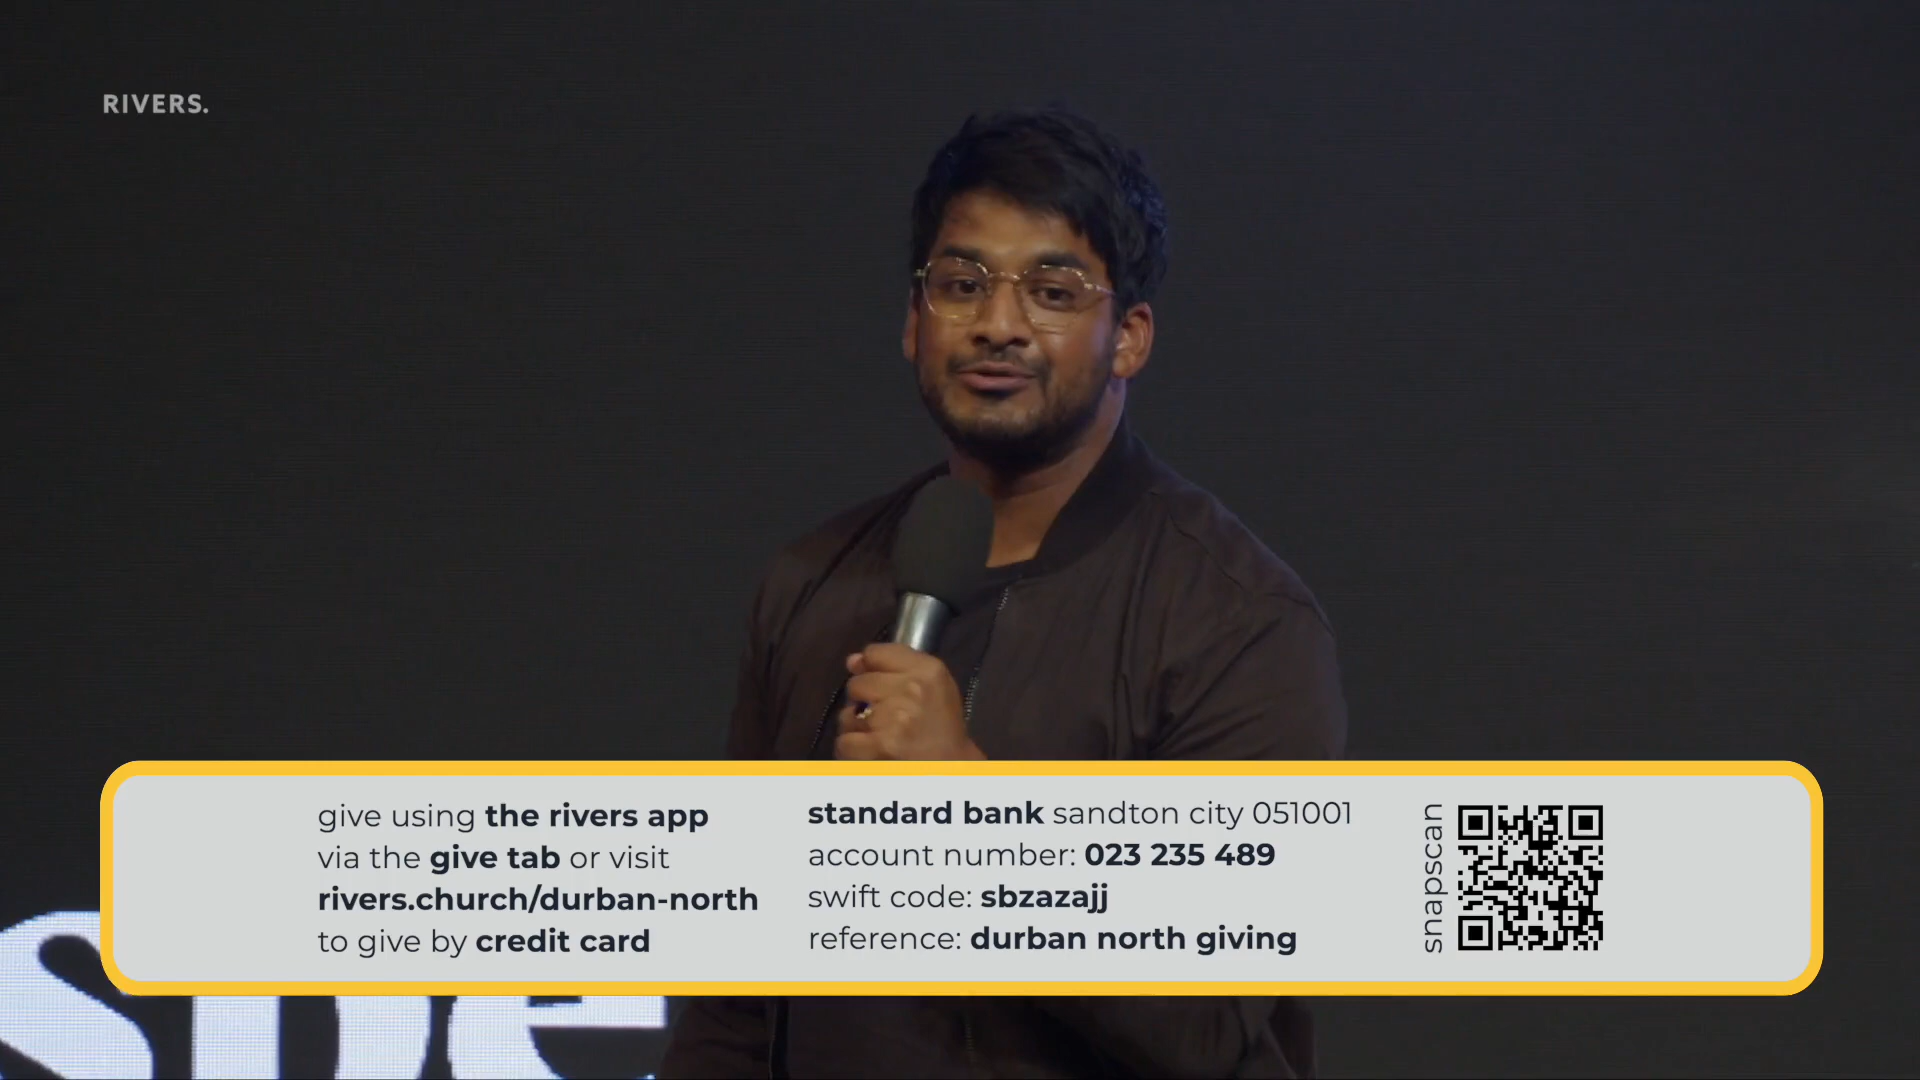 RIVERS.
give using the rivers app
via the give tab or visit
rivers.church/durban-north
to give by credit card
standard bank sandton city 051001
account number: 023 235 489
swift code: sbzazajj
reference: durban north giving
snapscan